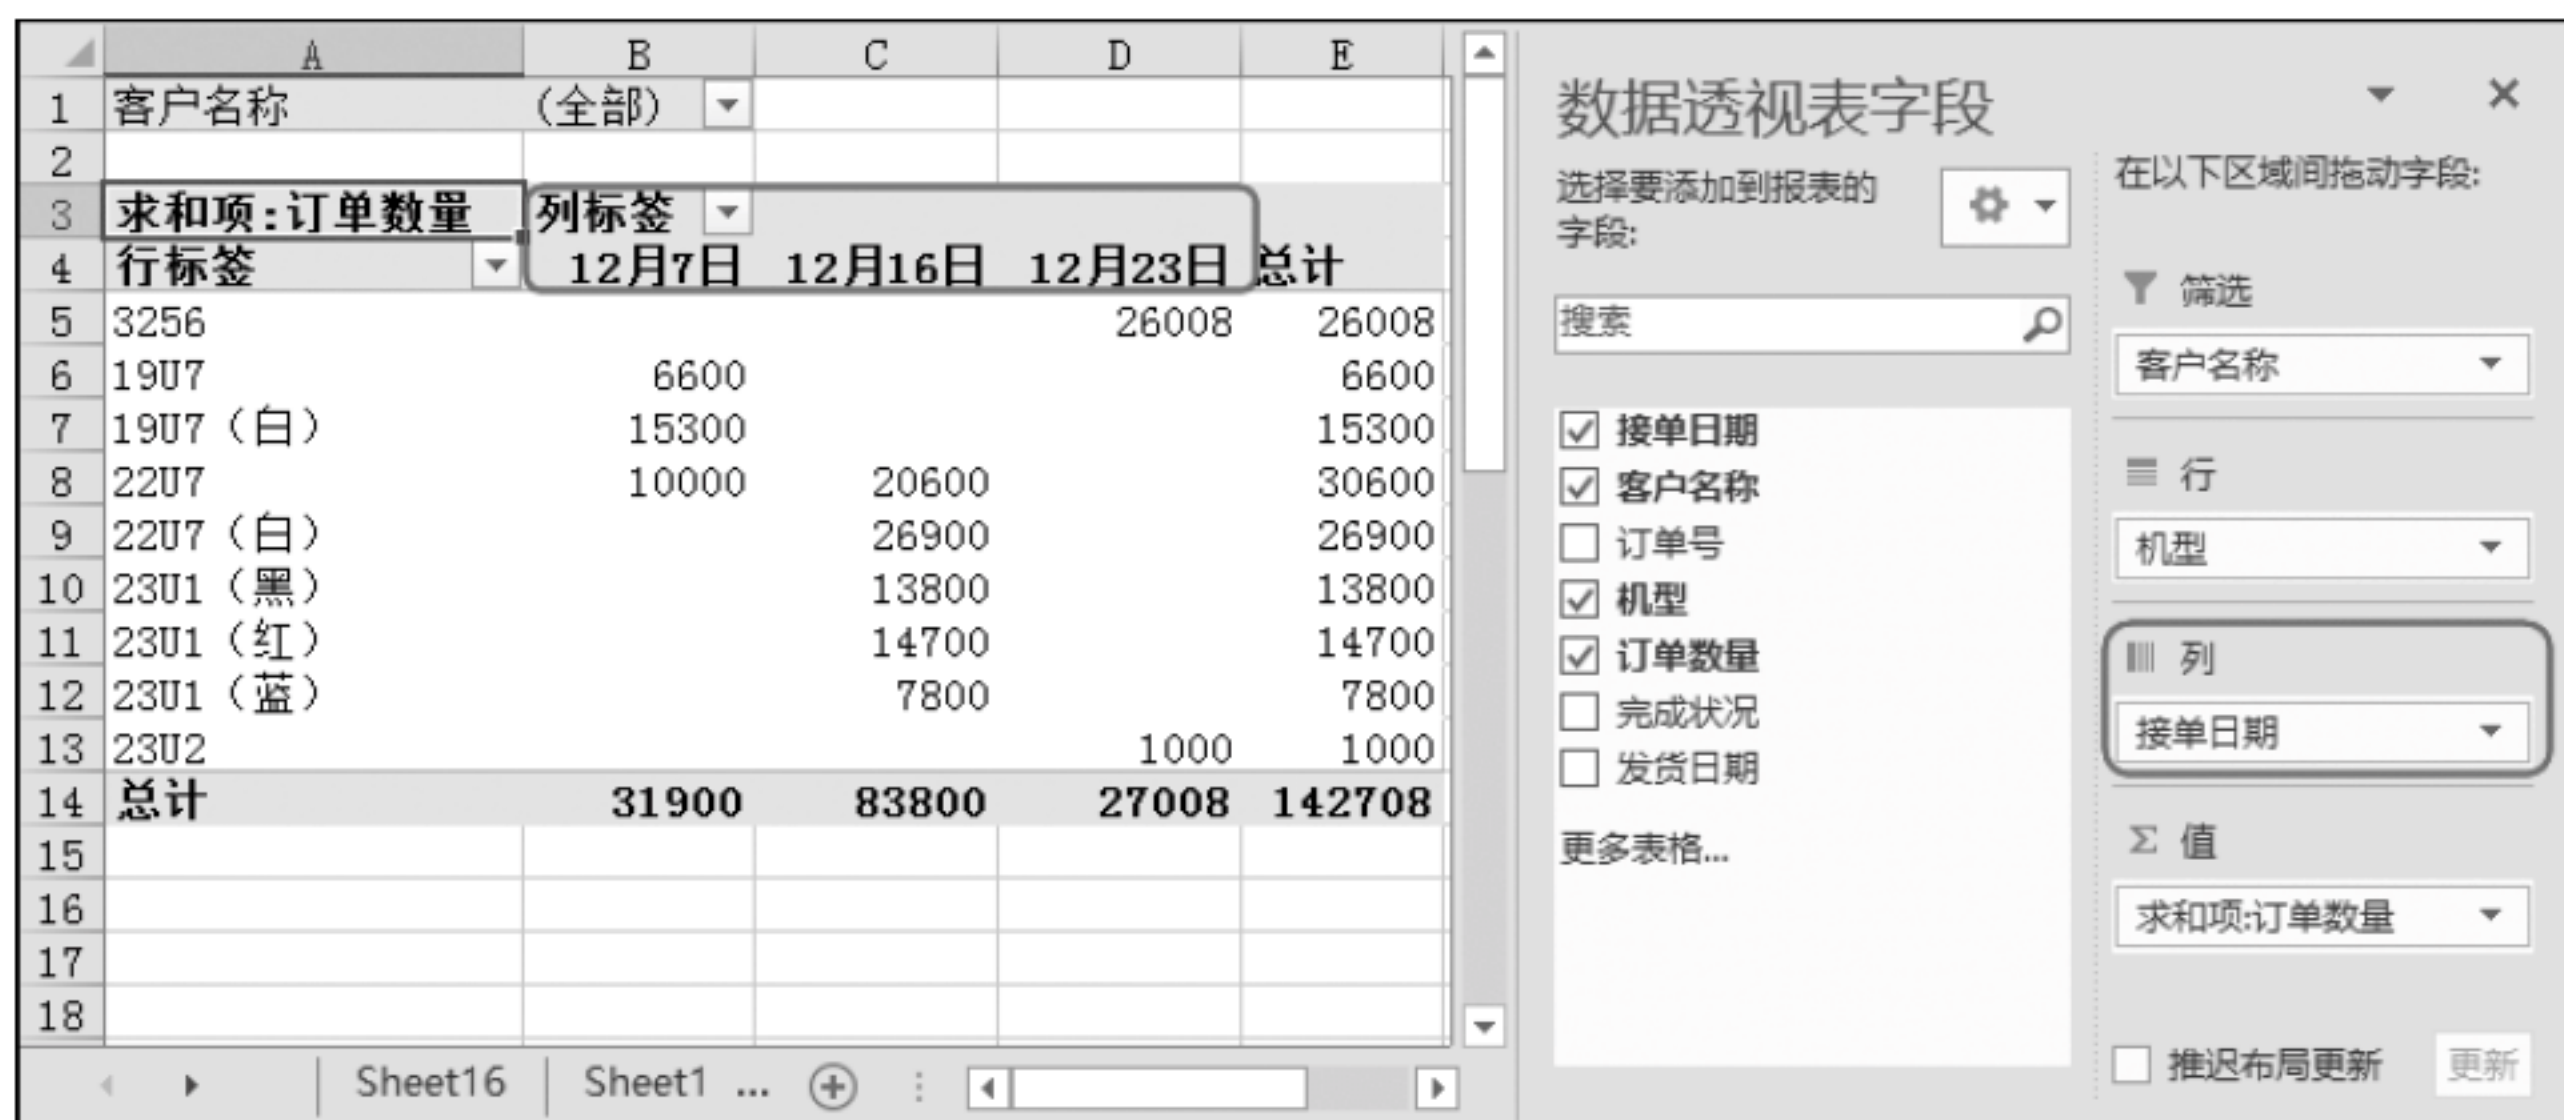 A B C D E
1 客户名称 (全部)
2
3 求和项:订单数量 列标签
4 行标签 12月7日 12月16日 12月23日 总计
5 3256 26008 26008
6 19U7 6600 6600
7 19U7（白） 15300 15300
8 22U7 10000 20600 30600
9 22U7（白） 26900 26900
10 23U1（黑） 13800 13800
11 23U1（红） 14700 14700
12 23U1（蓝） 7800 7800
13 23U2 1000 1000
14 总计 31900 83800 27008 142708
15
16
17
18
Sheet16 Sheet1 ...
数据透视表字段
选择要添加到报表的
字段:
搜索
接单日期
客户名称
订单号
机型
订单数量
完成状况
发货日期
更多表格...
在以下区域间拖动字段:
筛选
客户名称
行
机型
列
接单日期
Σ 值
求和项:订单数量
推迟布局更新 更新